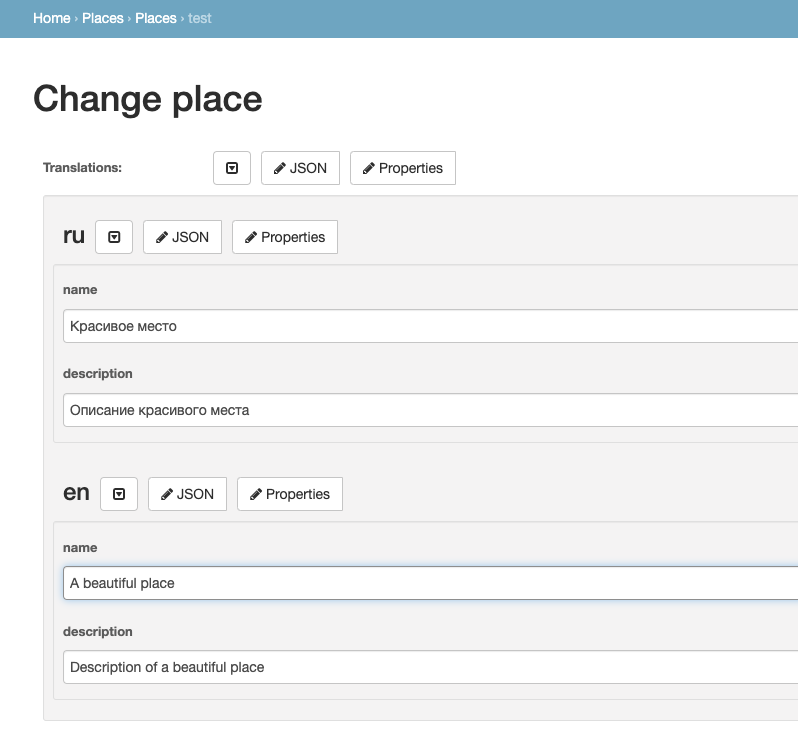 Home › Places › Places › test
Change place
Translations: JSON Properties
ru JSON Properties
name
Красивое место
description
Описание красивого места
en JSON Properties
name
A beautiful place
description
Description of a beautiful place